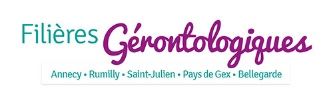 Filières Gérontologiques
Annecy • Rumilly • Saint-Julien • Pays de Gex • Bellegarde